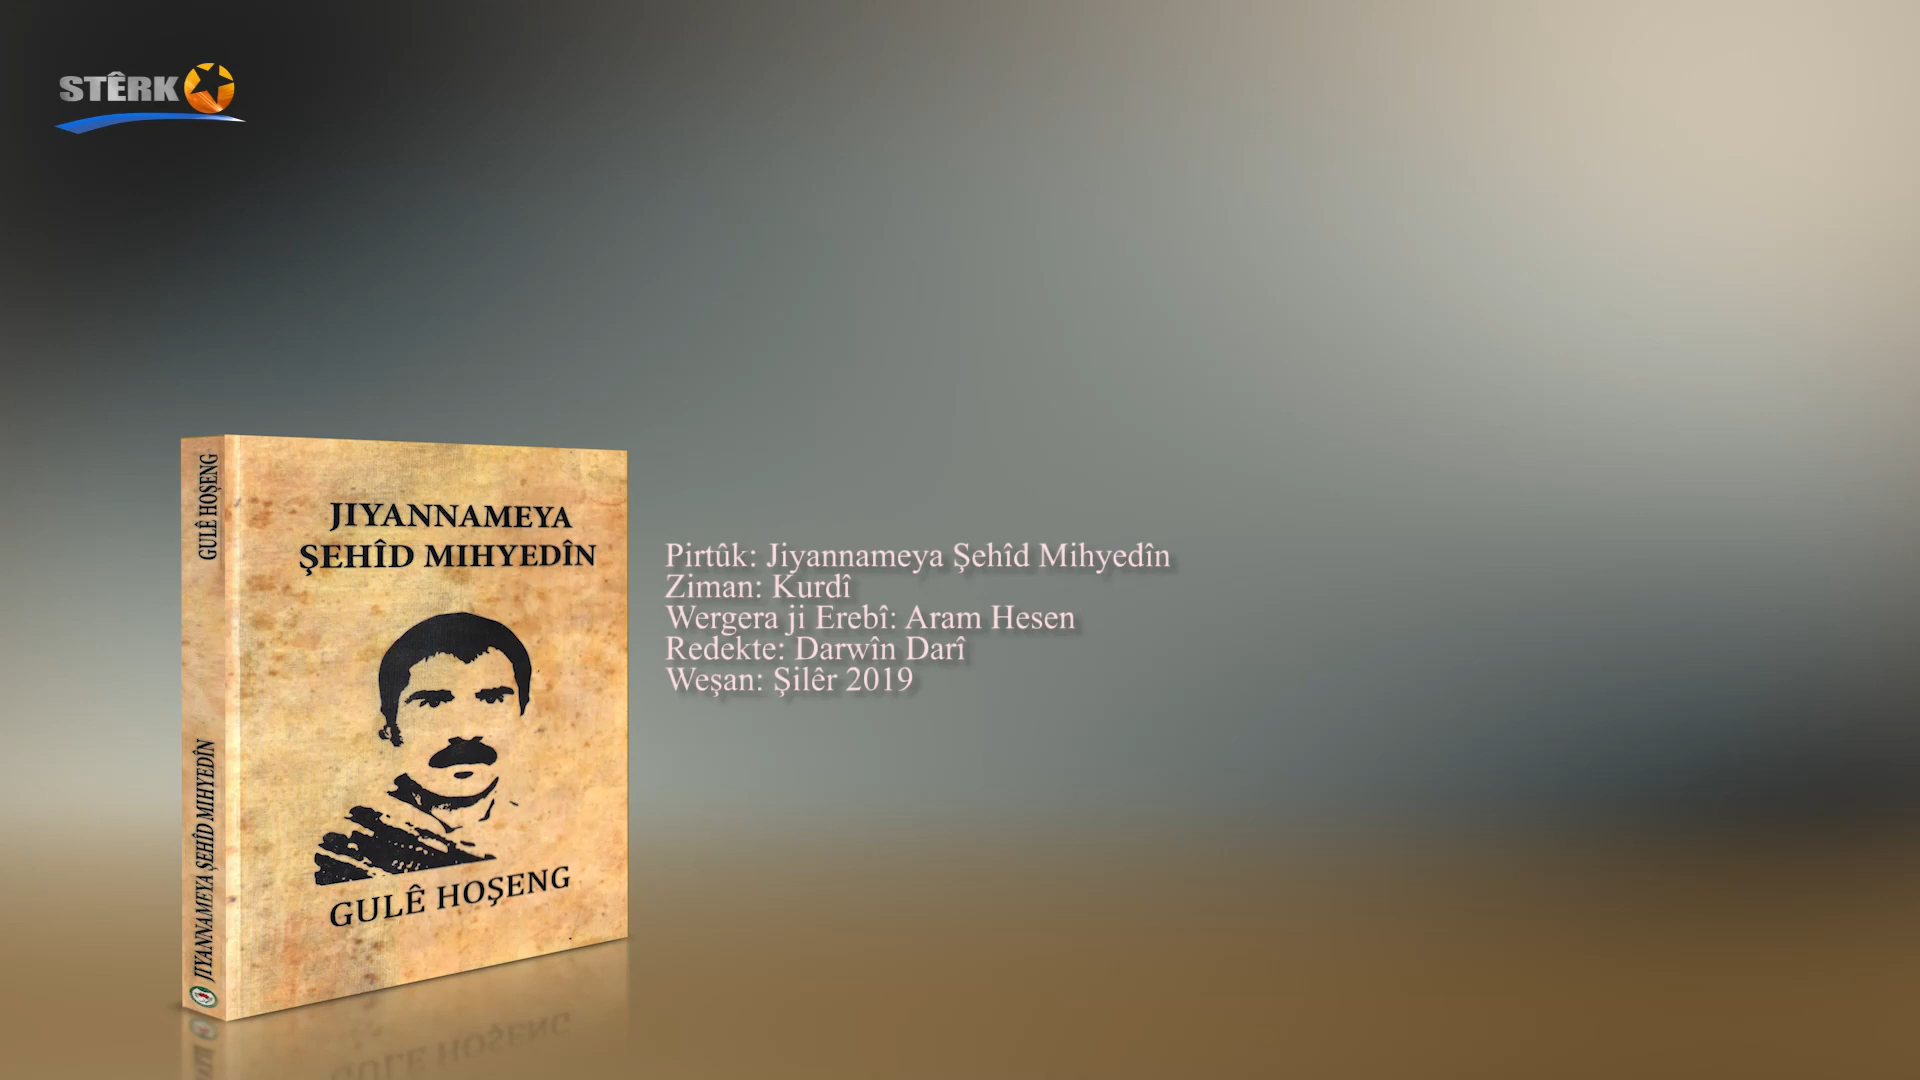 STÊRK
GULÊ HOŞENG
JIYANNAMEYA ŞEHÎD MIHYEDÎN
JIYANNAMEYA
ŞEHÎD MIHYEDÎN
GULÊ HOŞENG
Pirtûk: Jiyannameya Şehîd Mihyedîn
Ziman: Kurdî
Wergera ji Erebî: Aram Hesen
Redekte: Darwîn Darî
Weşan: Şilêr 2019